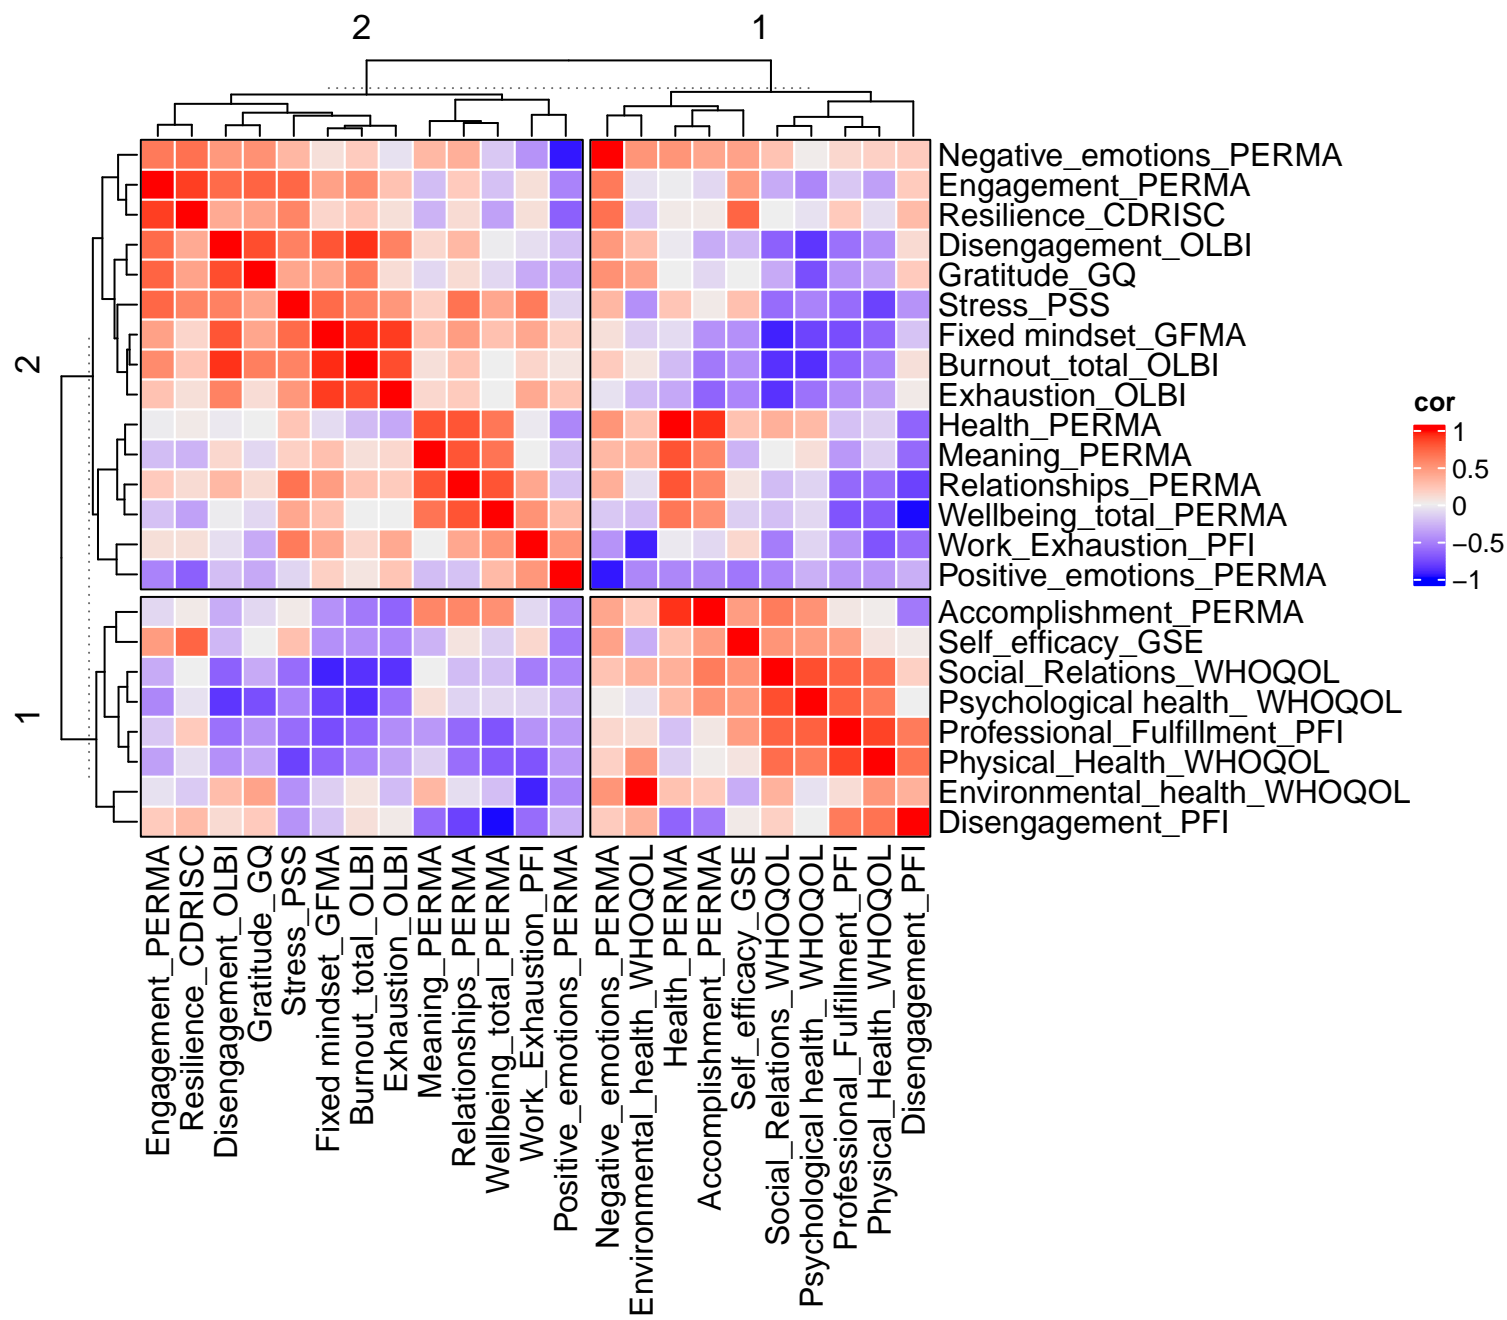 2
1
2
1
Negative_emotions_PERMA
Engagement_PERMA
Resilience_CDRISC
Disengagement_OLBI
Gratitude_GQ
Stress_PSS
Fixed mindset_GFMA
Burnout_total_OLBI
Exhaustion_OLBI
Health_PERMA
Meaning_PERMA
Relationships_PERMA
Wellbeing_total_PERMA
Work_Exhaustion_PFI
Positive_emotions_PERMA
Accomplishment_PERMA
Self_efficacy_GSE
Social_Relations_WHOQOL
Psychological health_ WHOQOL
Professional_Fulfillment_PFI
Physical_Health_WHOQOL
Environmental_health_WHOQOL
Disengagement_PFI
Engagement_PERMA
Resilience_CDRISC
Disengagement_OLBI
Gratitude_GQ
Stress_PSS
Fixed mindset_GFMA
Burnout_total_OLBI
Exhaustion_OLBI
Meaning_PERMA
Relationships_PERMA
Wellbeing_total_PERMA
Work_Exhaustion_PFI
Positive_emotions_PERMA
Negative_emotions_PERMA
Environmental_health_WHOQOL
Health_PERMA
Accomplishment_PERMA
Self_efficacy_GSE
Social_Relations_WHOQOL
Psychological health_ WHOQOL
Professional_Fulfillment_PFI
Physical_Health_WHOQOL
Disengagement_PFI
cor
1
0.5
0
−0.5
−1